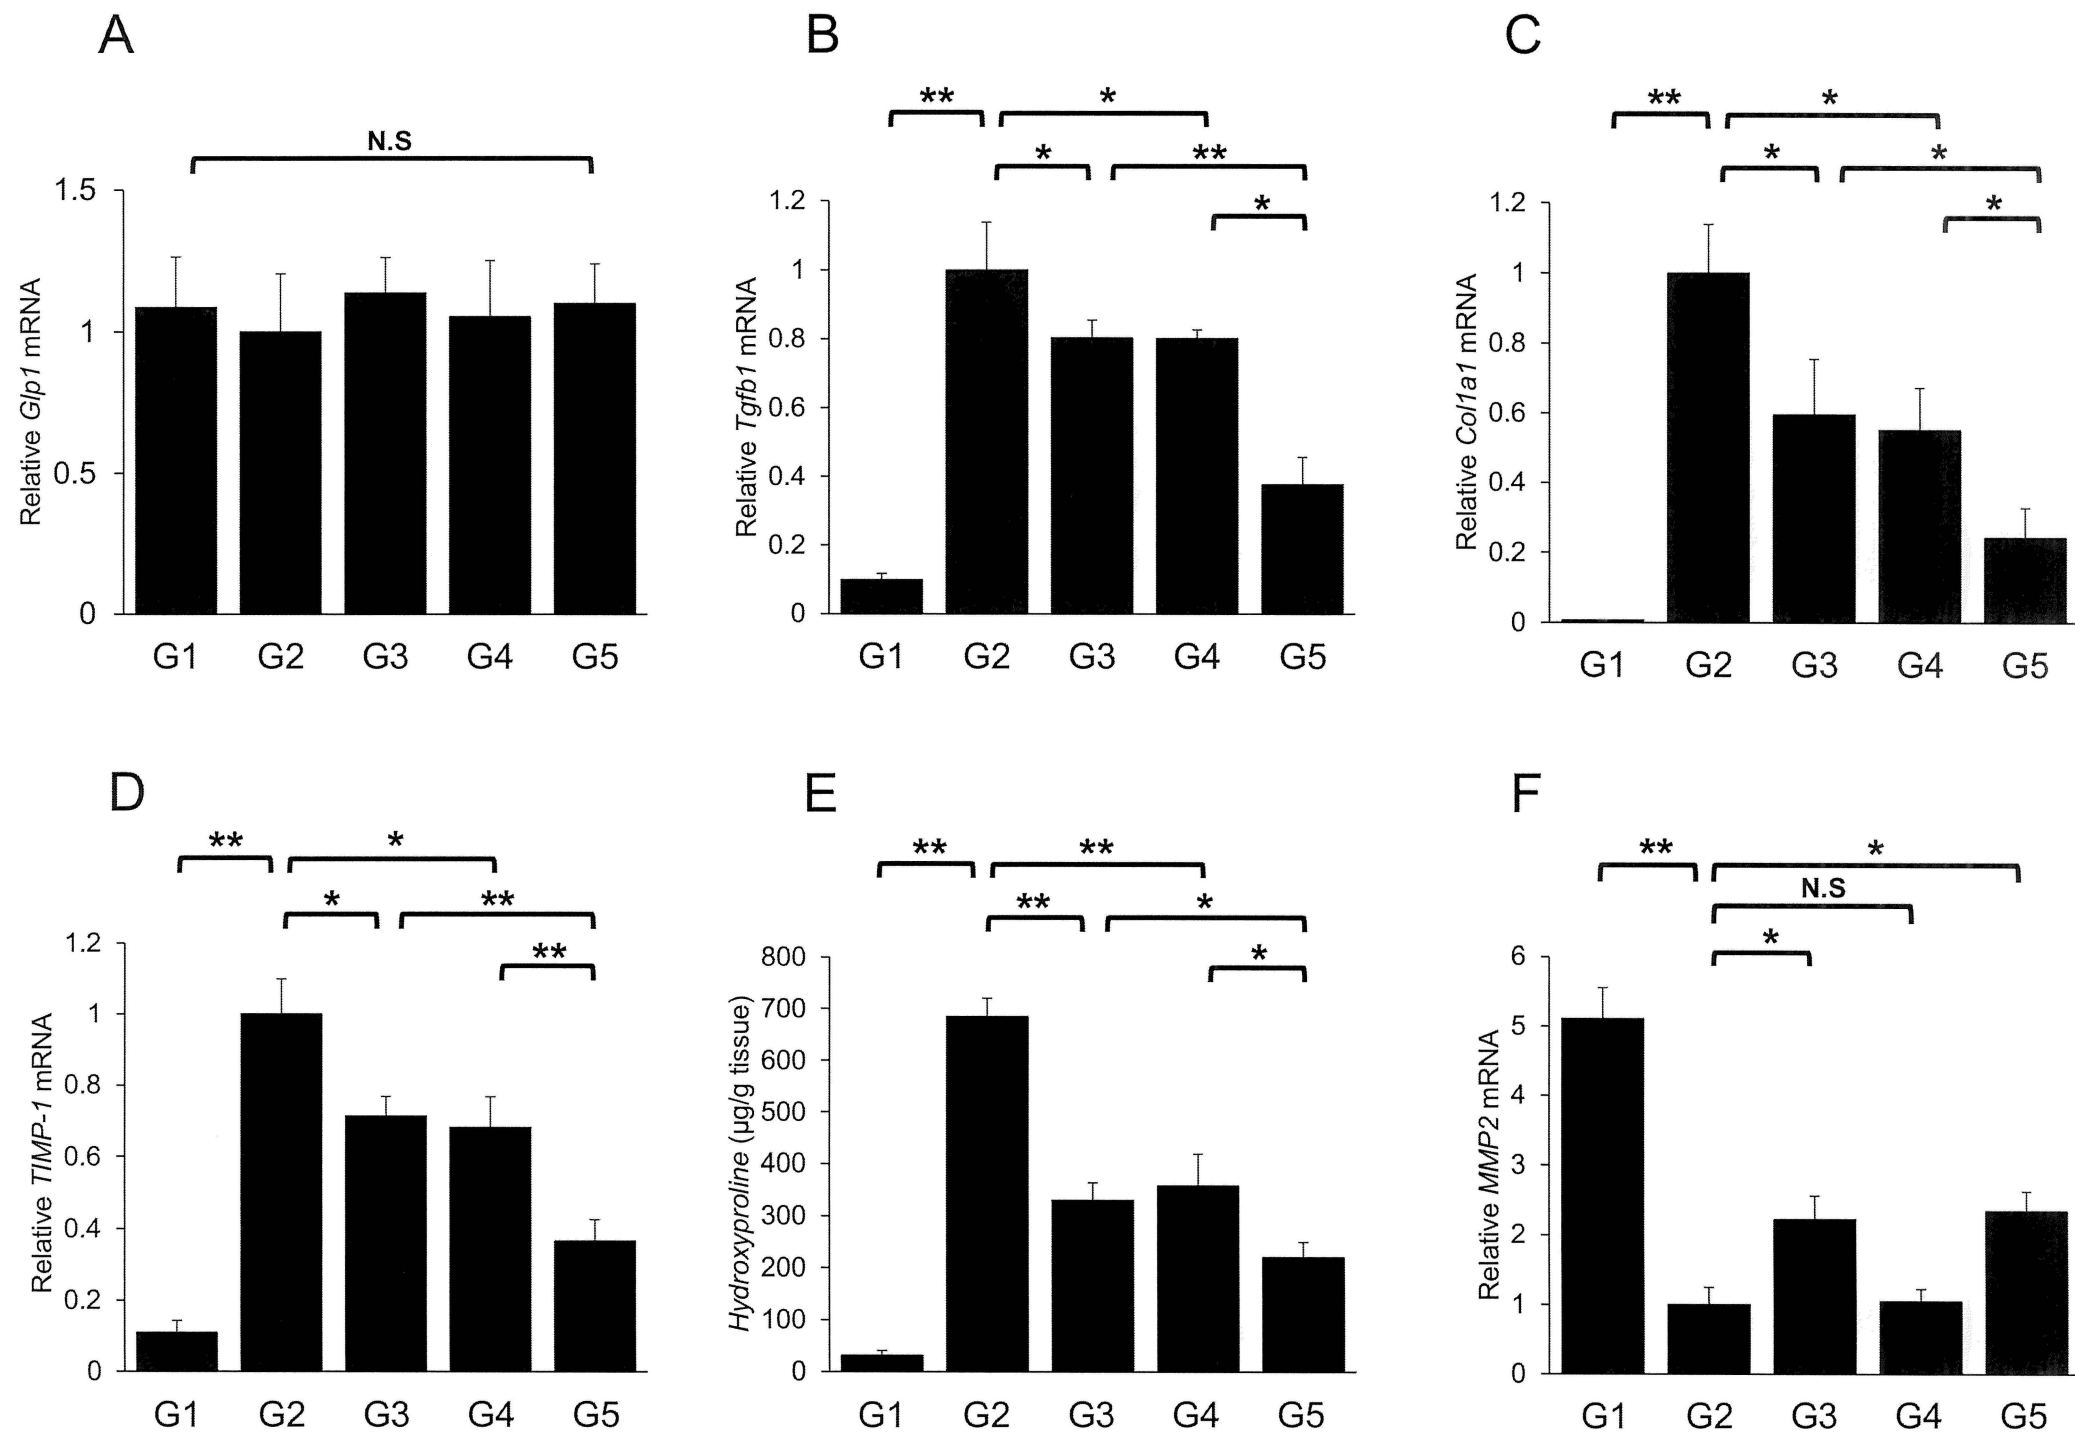 A
N.S
1.5
1
0.5
0
Relative Glp1 mRNA
G1 G2 G3 G4 G5
B
** *
* **
*
1.2
1
0.8
0.6
0.4
0.2
0
Relative Tgfb1 mRNA
G1 G2 G3 G4 G5
C
** *
* *
*
1.2
1
0.8
0.6
0.4
0.2
0
Relative Col1a1 mRNA
G1 G2 G3 G4 G5
D
** *
* **
**
1.2
1
0.8
0.6
0.4
0.2
0
Relative TIMP-1 mRNA
G1 G2 G3 G4 G5
E
** **
** *
*
800
700
600
500
400
300
200
100
0
Hydroxyproline (µg/g tissue)
G1 G2 G3 G4 G5
F
** *
N.S
*
6
5
4
3
2
1
0
Relative MMP2 mRNA
G1 G2 G3 G4 G5